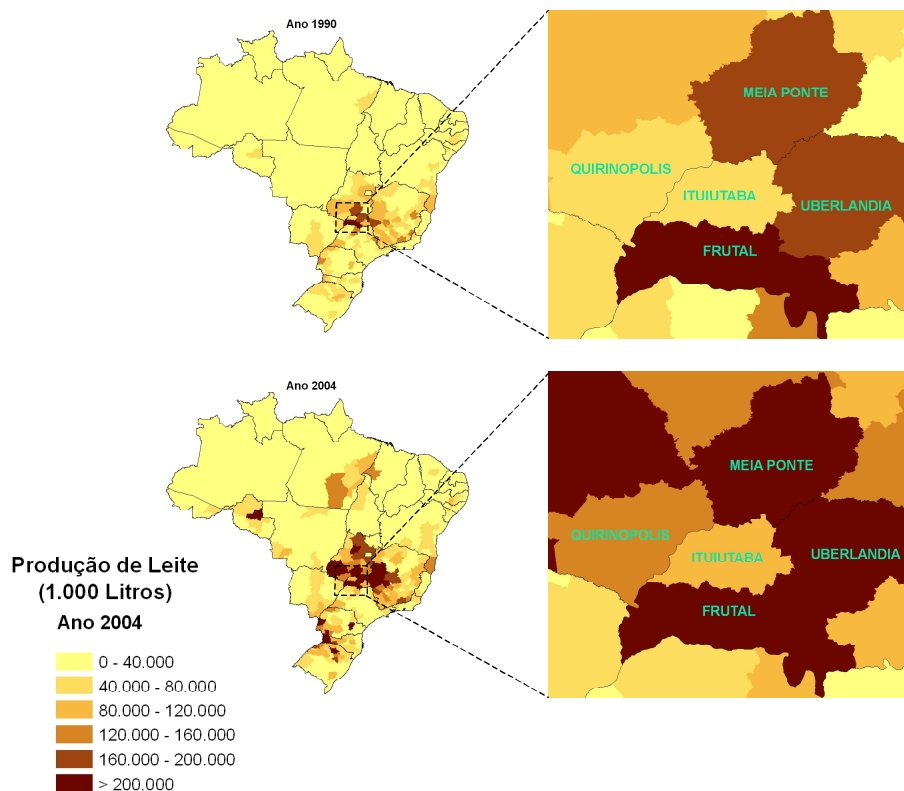 Ano 1990
MEIA PONTE
QUIRINOPOLIS
ITUIUTABA
UBERLANDIA
FRUTAL
Ano 2004
MEIA PONTE
QUIRINOPOLIS
ITUIUTABA
UBERLANDIA
FRUTAL
Produção de Leite
(1.000 Litros)
Ano 2004
0 - 40.000
40.000 - 80.000
80.000 - 120.000
120.000 - 160.000
160.000 - 200.000
> 200.000